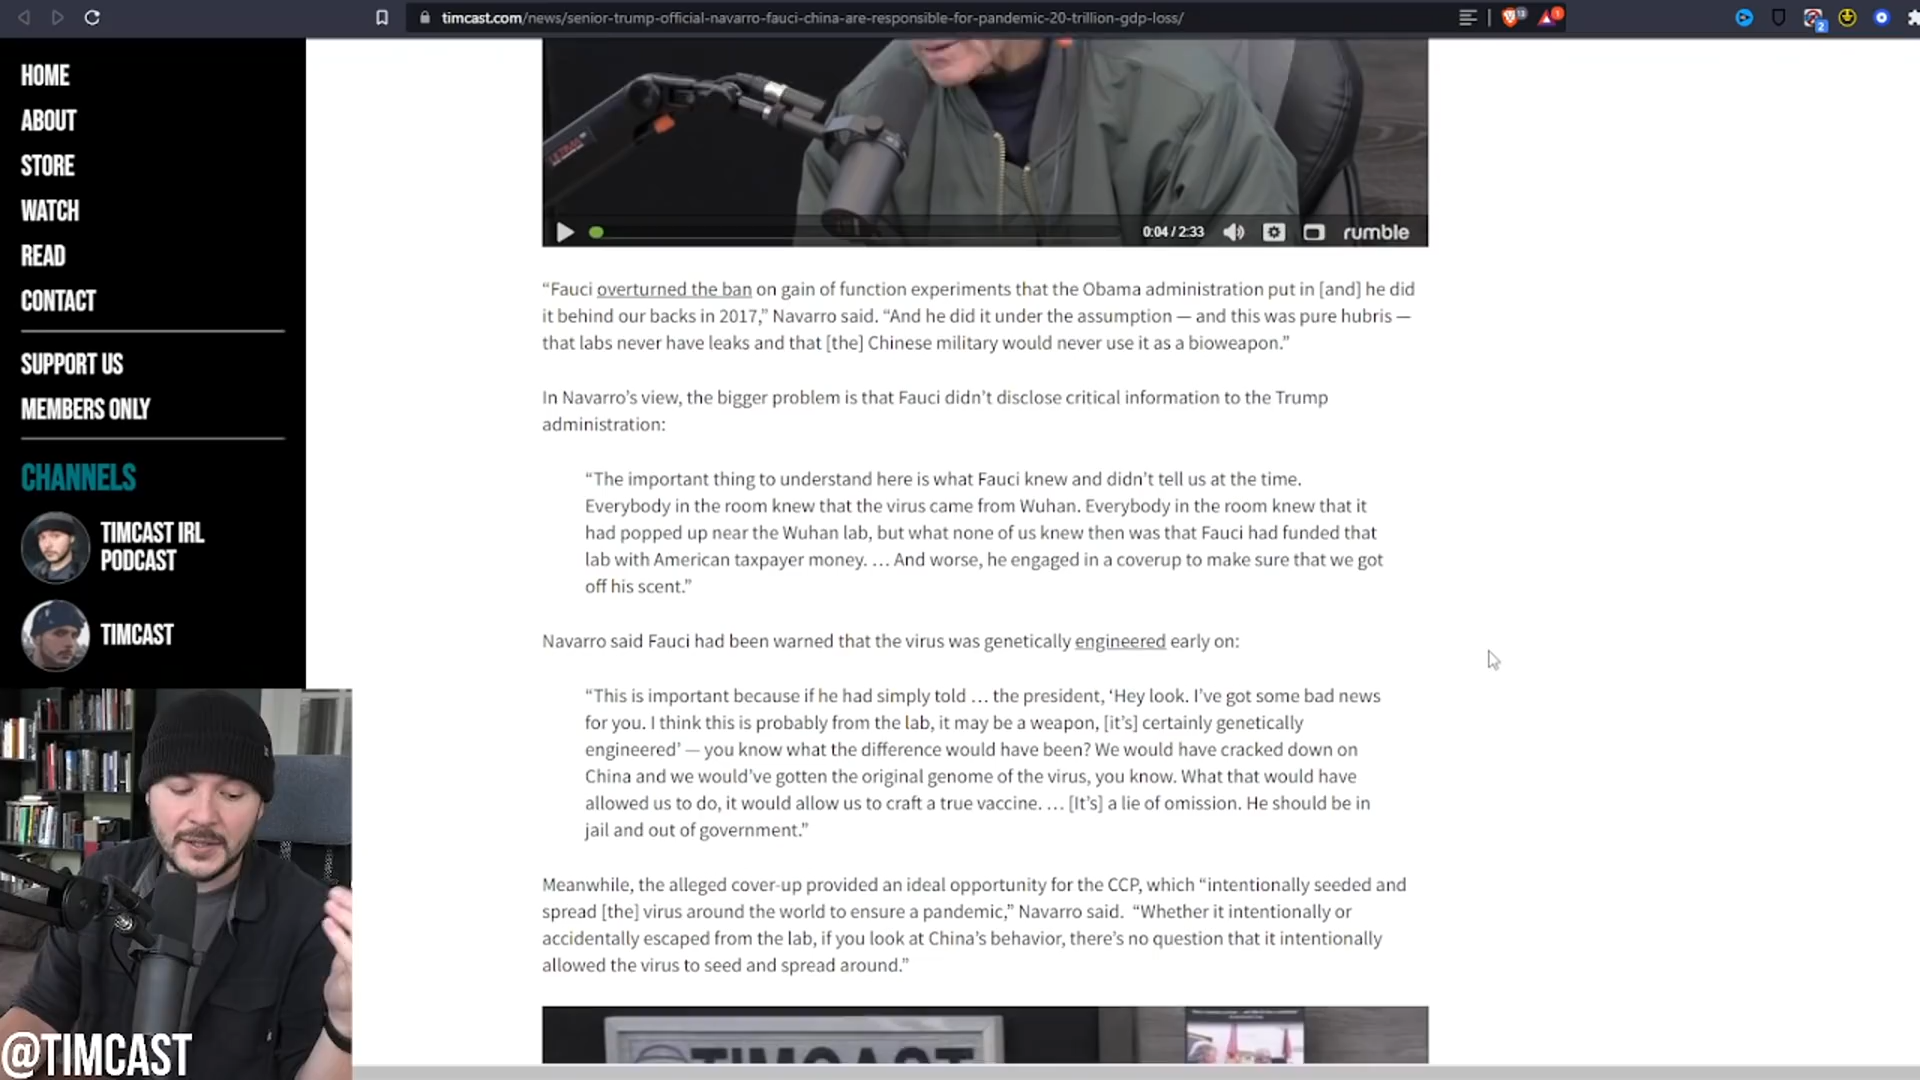 timcast.com/news/senior-trump-official-navarro-fauci-china-are-responsible-for-pandemic-20-trillion-gdp-loss/
13
1
2
HOME
ABOUT
STORE
WATCH
READ
CONTACT
SUPPORT US
MEMBERS ONLY
CHANNELS
TIMCAST IRL
PODCAST
TIMCAST
0:04 / 2:33
rumble
“Fauci overturned the ban on gain of function experiments that the Obama administration put in [and] he did
it behind our backs in 2017,” Navarro said. “And he did it under the assumption — and this was pure hubris —
that labs never have leaks and that [the] Chinese military would never use it as a bioweapon.”
In Navarro’s view, the bigger problem is that Fauci didn’t disclose critical information to the Trump
administration:
“The important thing to understand here is what Fauci knew and didn’t tell us at the time.
Everybody in the room knew that the virus came from Wuhan. Everybody in the room knew that it
had popped up near the Wuhan lab, but what none of us knew then was that Fauci had funded that
lab with American taxpayer money. … And worse, he engaged in a coverup to make sure that we got
off his scent.”
Navarro said Fauci had been warned that the virus was genetically engineered early on:
“This is important because if he had simply told … the president, ‘Hey look. I’ve got some bad news
for you. I think this is probably from the lab, it may be a weapon, [it’s] certainly genetically
engineered’ — you know what the difference would have been? We would have cracked down on
China and we would’ve gotten the original genome of the virus, you know. What that would have
allowed us to do, it would allow us to craft a true vaccine. … [It’s] a lie of omission. He should be in
jail and out of government.”
Meanwhile, the alleged cover-up provided an ideal opportunity for the CCP, which “intentionally seeded and
spread [the] virus around the world to ensure a pandemic,” Navarro said.  “Whether it intentionally or
accidentally escaped from the lab, if you look at China’s behavior, there’s no question that it intentionally
allowed the virus to seed and spread around.”
TIMCAST
@TIMCAST